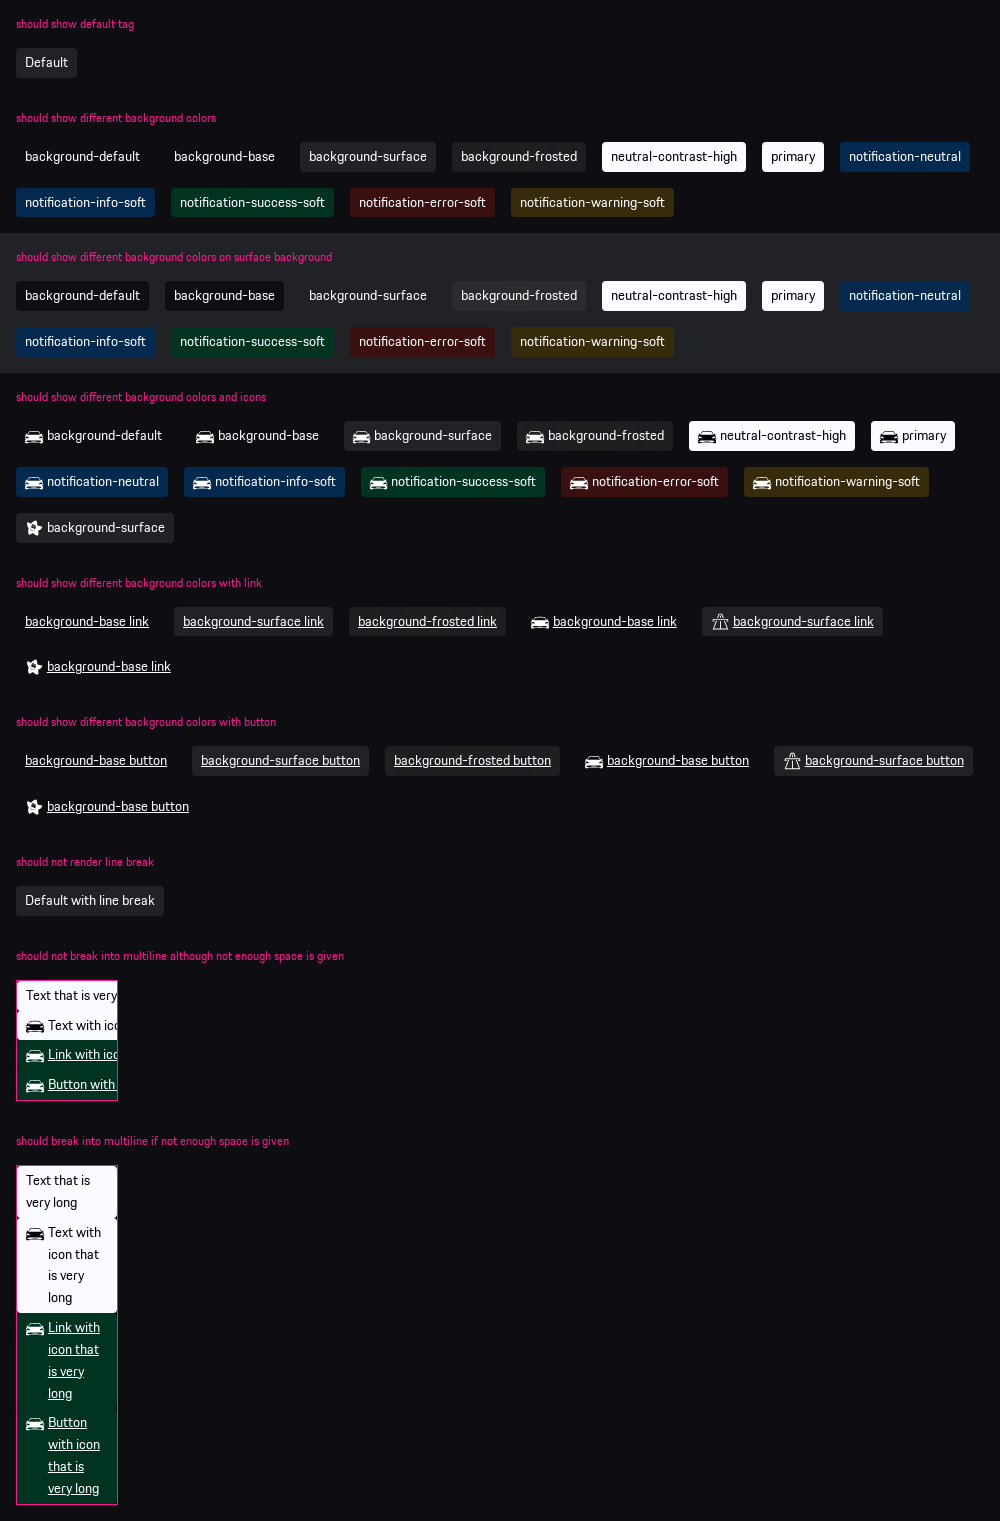 should show default tag
Default
should show different background colors
background-default background-base background-surface background-frosted neutral-contrast-high primary notification-neutral
notification-info-soft notification-success-soft notification-error-soft notification-warning-soft
should show different background colors on surface background
background-default background-base background-surface background-frosted neutral-contrast-high primary notification-neutral
notification-info-soft notification-success-soft notification-error-soft notification-warning-soft
should show different background colors and icons
background-default background-base background-surface background-frosted neutral-contrast-high primary
notification-neutral notification-info-soft notification-success-soft notification-error-soft notification-warning-soft
background-surface
should show different background colors with link
background-base link background-surface link background-frosted link background-base link background-surface link
background-base link
should show different background colors with button
background-base button background-surface button background-frosted button background-base button background-surface button
background-base button
should not render line break
Default with line break
should not break into multiline although not enough space is given
Text that is very
Text with ico
Link with ico
Button with
should break into multiline if not enough space is given
Text that is
very long
Text with
icon that
is very
long
Link with
icon that
is very
long
Button
with icon
that is
very long